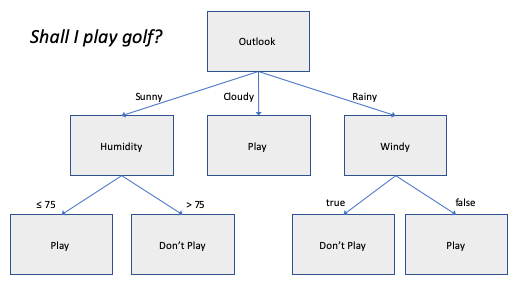 Shall I play golf?
Outlook
Sunny
Cloudy
Rainy
Humidity
Play
Windy
≤ 75
> 75
true
false
Play
Don't Play
Don't Play
Play